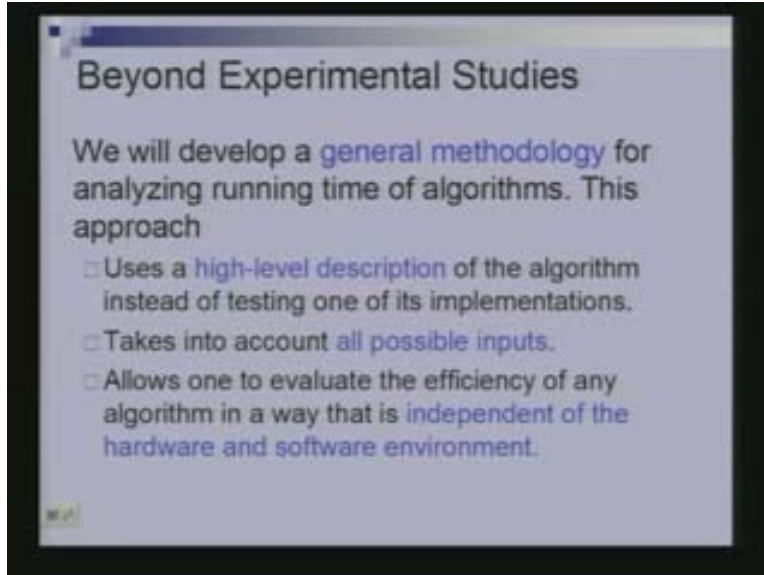 Beyond Experimental Studies
We will develop a general methodology for
analyzing running time of algorithms. This
approach
Uses a high-level description of the algorithm
instead of testing one of its implementations.
Takes into account all possible inputs.
Allows one to evaluate the efficiency of any
algorithm in a way that is independent of the
hardware and software environment.